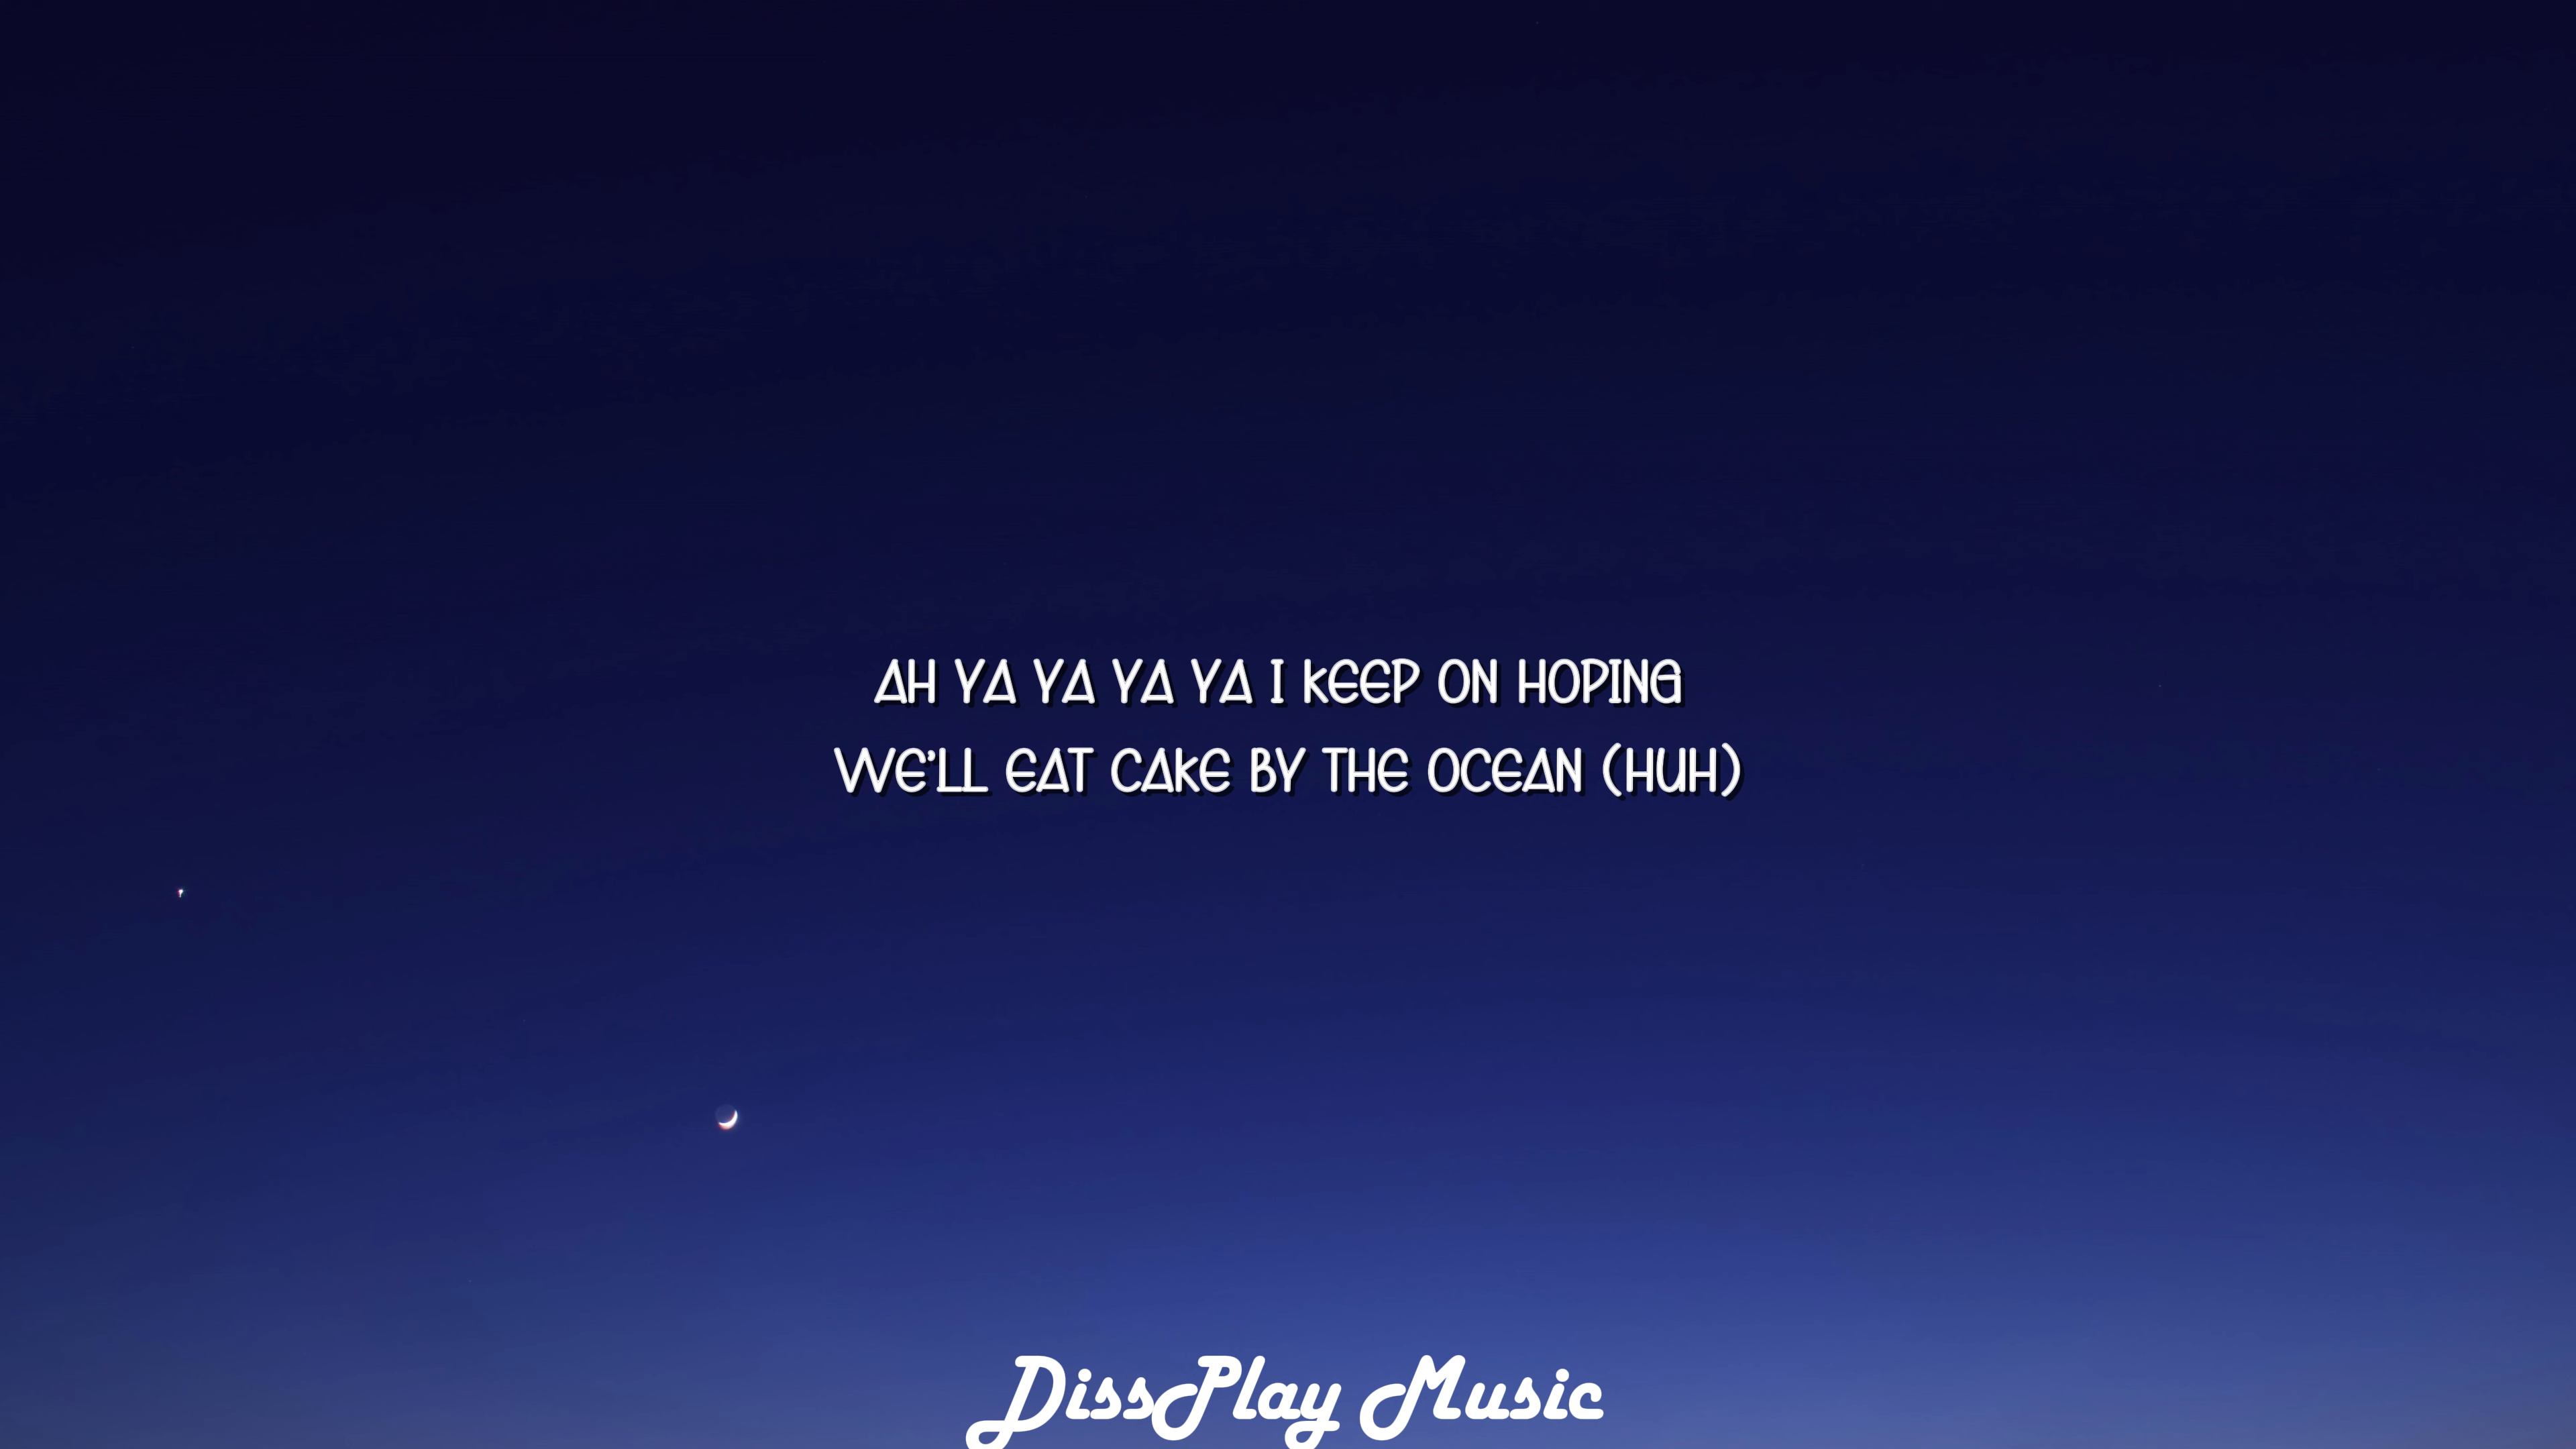 AH YA YA YA YA I KEEP ON HOPING
WE'LL EAT CAKE BY THE OCEAN (HUH)
DissPlay Music